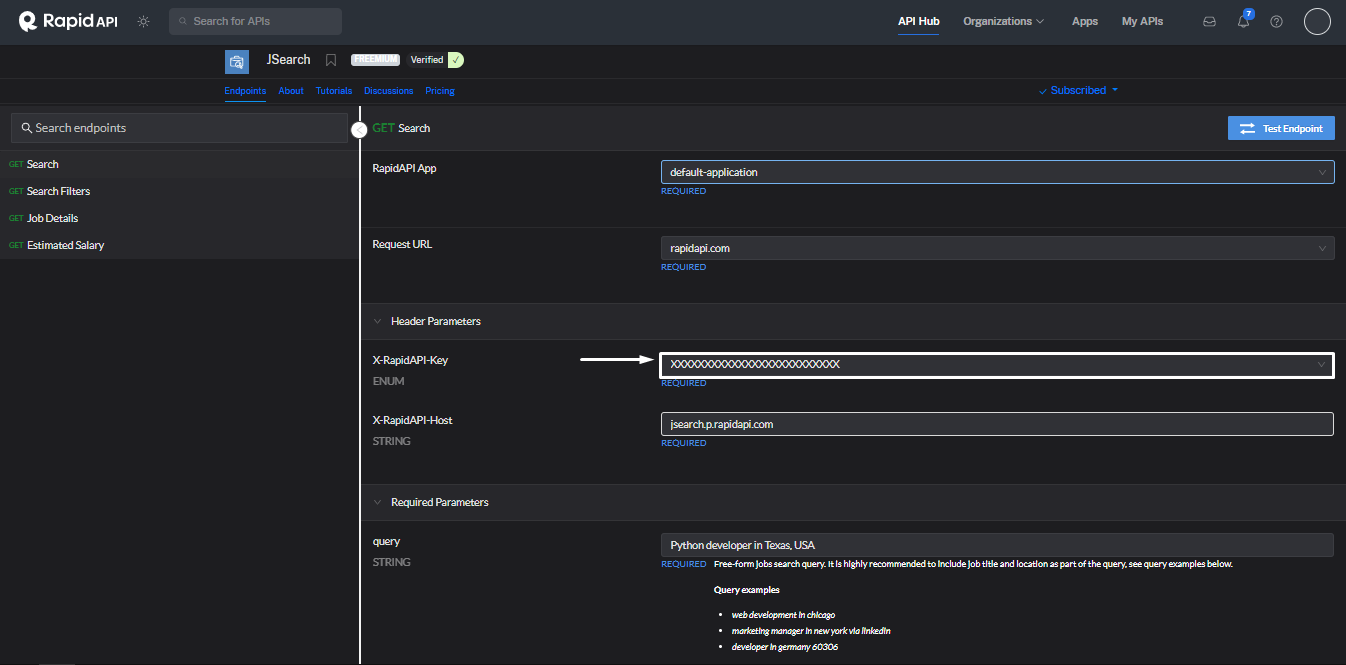 Rapid API
Search for APIs
API Hub
Organizations
Apps
My APIs
7
JSearch
FREEMIUM
Verified
Endpoints
About
Tutorials
Discussions
Pricing
Subscribed
Search endpoints
GET Search
GET Search Filters
GET Job Details
GET Estimated Salary
GET Search
Test Endpoint
RapidAPI App
default-application
REQUIRED
Request URL
rapidapi.com
REQUIRED
Header Parameters
X-RapidAPI-Key
XXXXXXXXXXXXXXXXXXXXXXXXX
ENUM
REQUIRED
X-RapidAPI-Host
jsearch.p.rapidapi.com
STRING
REQUIRED
Required Parameters
query
Python developer in Texas, USA
STRING
REQUIRED Free-form jobs search query. It is highly recommended to include job title and location as part of the query, see query examples below.
Query examples
• web development in chicago
• marketing manager in new york via linkedin
• developer in germany 60306